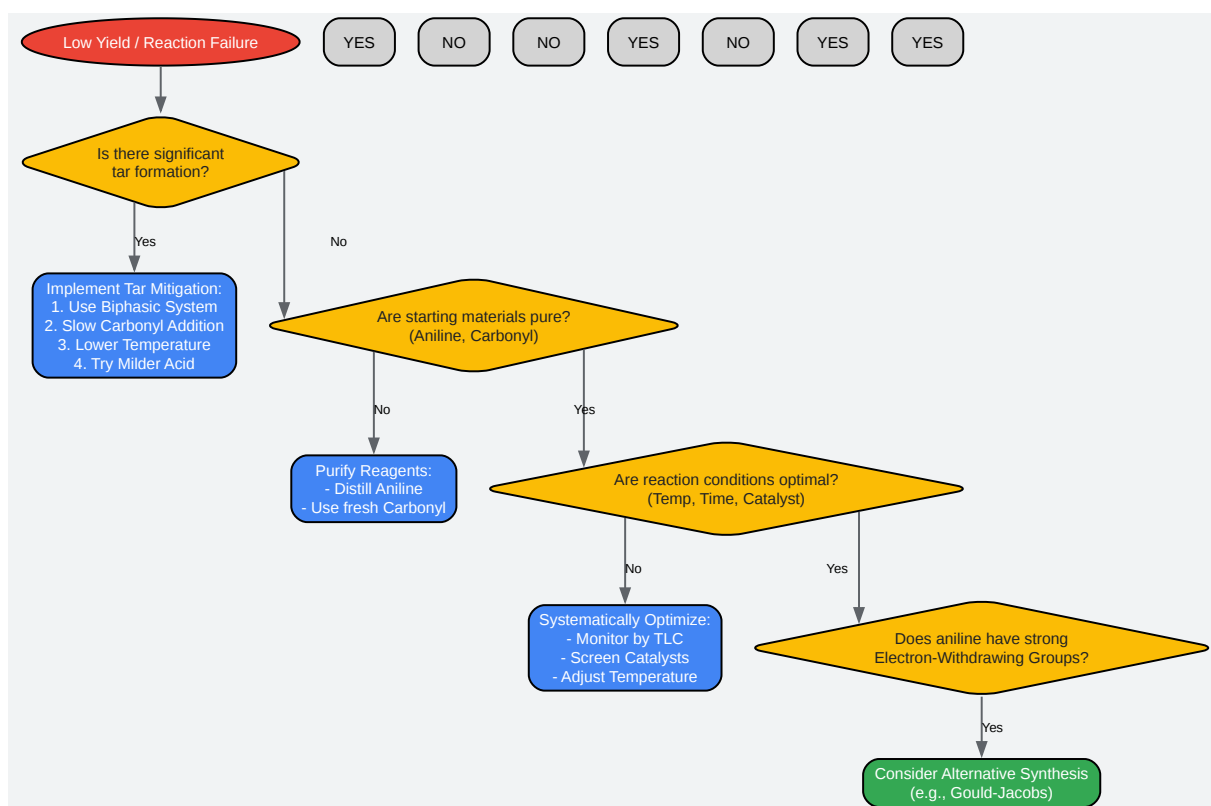 Low Yield / Reaction Failure
YES
NO
NO
YES
NO
YES
YES
Is there significant
tar formation?
Yes
No
Implement Tar Mitigation:
1. Use Biphasic System
2. Slow Carbonyl Addition
3. Lower Temperature
4. Try Milder Acid
Are starting materials pure?
(Aniline, Carbonyl)
No
Yes
Purify Reagents:
- Distill Aniline
- Use fresh Carbonyl
Are reaction conditions optimal?
(Temp, Time, Catalyst)
No
Yes
Systematically Optimize:
- Monitor by TLC
- Screen Catalysts
- Adjust Temperature
Does aniline have strong
Electron-Withdrawing Groups?
Yes
Consider Alternative Synthesis
(e.g., Gould-Jacobs)